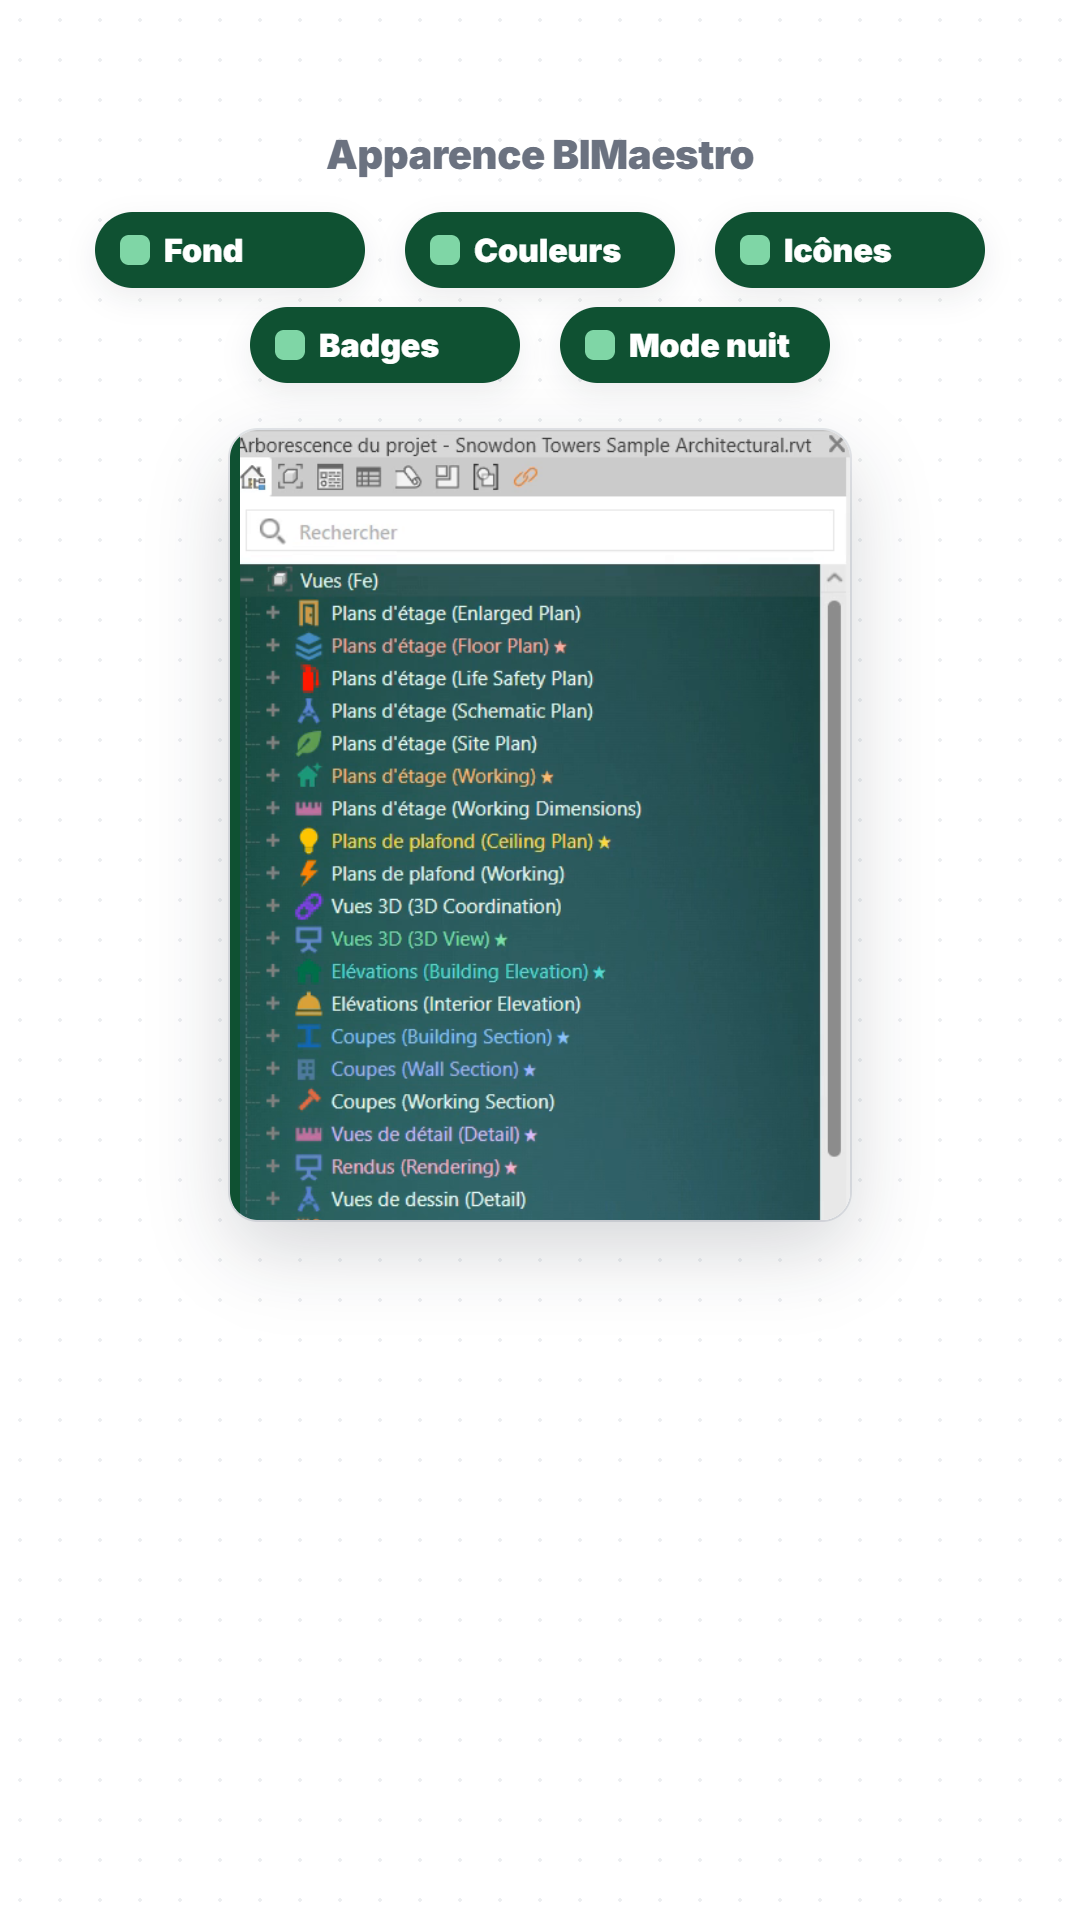 Apparence BIMaestro
Fond
Couleurs
Icônes
Badges
Mode nuit
Arborescence du projet - Snowdon Towers Sample Architectural.rvt
Rechercher
Vues (Fe)
Plans d'étage (Enlarged Plan)
Plans d'étage (Floor Plan) ★
Plans d'étage (Life Safety Plan)
Plans d'étage (Schematic Plan)
Plans d'étage (Site Plan)
Plans d'étage (Working) ★
Plans d'étage (Working Dimensions)
Plans de plafond (Ceiling Plan) ★
Plans de plafond (Working)
Vues 3D (3D Coordination)
Vues 3D (3D View) ★
Elévations (Building Elevation) ★
Elévations (Interior Elevation)
Coupes (Building Section) ★
Coupes (Wall Section) ★
Coupes (Working Section)
Vues de détail (Detail) ★
Rendus (Rendering) ★
Vues de dessin (Detail)